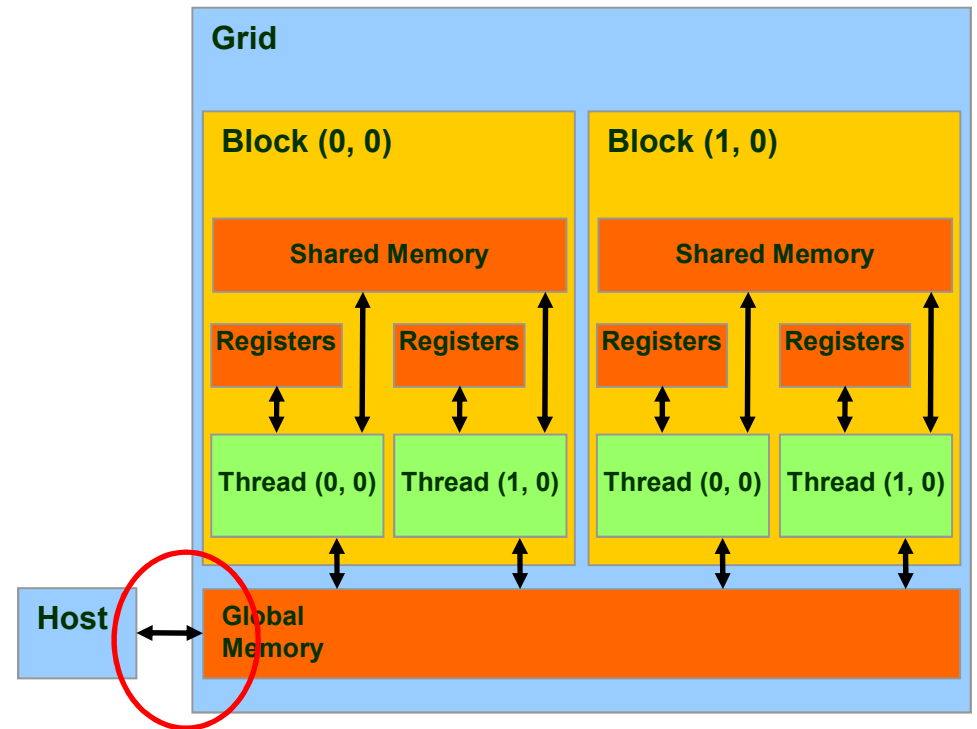 Grid
Block (0, 0)
Block (1, 0)
Shared Memory
Shared Memory
Registers
Registers
Registers
Registers
Thread (0, 0)
Thread (1, 0)
Thread (0, 0)
Thread (1, 0)
Host
Global
Memory